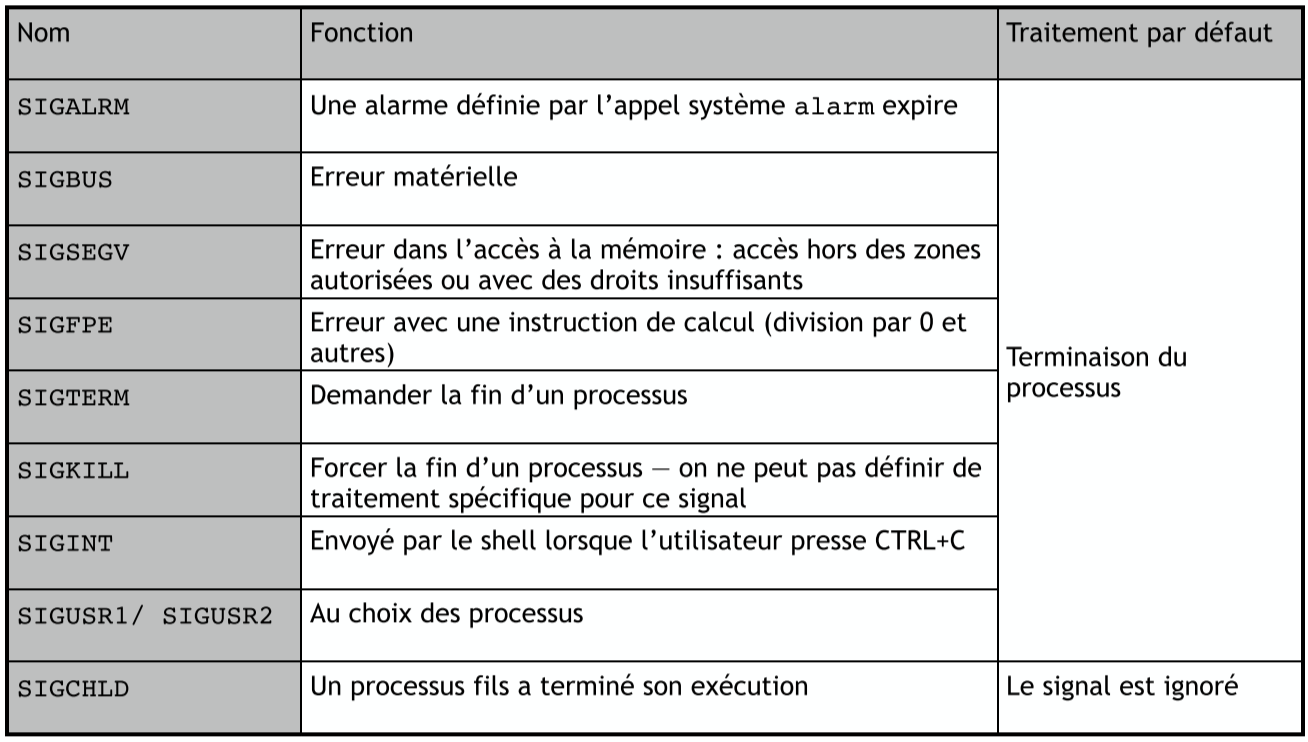 Nom
Fonction
Traitement par défaut
SIGALRM
Une alarme définie par l’appel système alarm expire
SIGBUS
Erreur matérielle
SIGSEGV
Erreur dans l’accès à la mémoire : accès hors des zones
autorisées ou avec des droits insuffisants
SIGFPE
Erreur avec une instruction de calcul (division par 0 et
autres)
SIGTERM
Demander la fin d’un processus
SIGKILL
Forcer la fin d’un processus — on ne peut pas définir de
traitement spécifique pour ce signal
SIGINT
Envoyé par le shell lorsque l’utilisateur presse CTRL+C
SIGUSR1/ SIGUSR2
Au choix des processus
Terminaison du
processus
SIGCHLD
Un processus fils a terminé son exécution
Le signal est ignoré